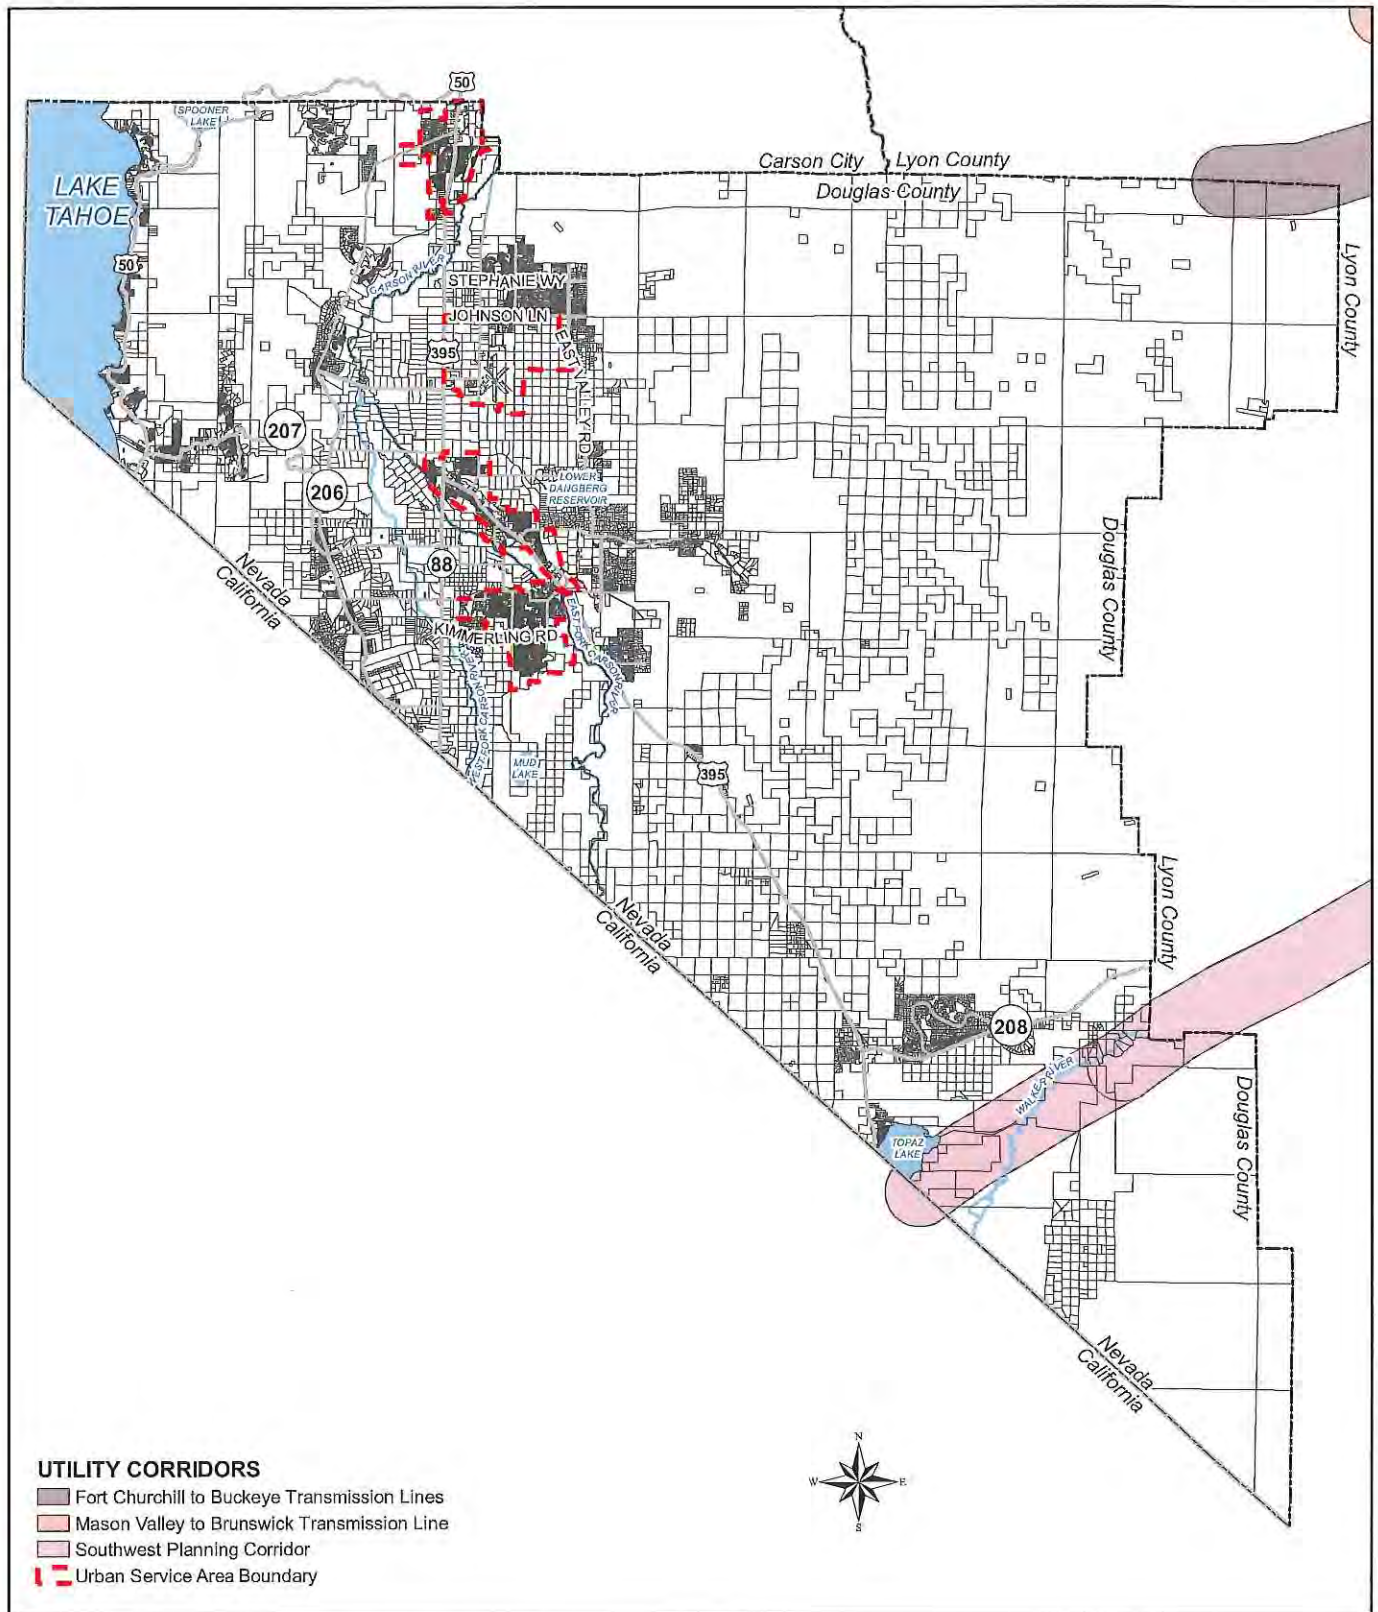 50
SPOONER
LAKE
Carson City
Lyon County
Douglas County
LAKE
TAHOE
50
Lyon County
CARSON RIVER
STEPHANIE WY
JOHNSON LN
EAST VALLEY RD
395
207
206
LOWER
DANGBERG
RESERVOIR
88
Nevada
California
Douglas County
KIMMERLING RD
EAST FORK CARSON RIVER
WEST FORK CARSON RIVER
MUD
LAKE
395
Nevada
California
Lyon County
208
WALKER RIVER
TOPAZ
LAKE
Douglas County
Nevada
California
N
W
E
S
UTILITY CORRIDORS
Fort Churchill to Buckeye Transmission Lines
Mason Valley to Brunswick Transmission Line
Southwest Planning Corridor
Urban Service Area Boundary